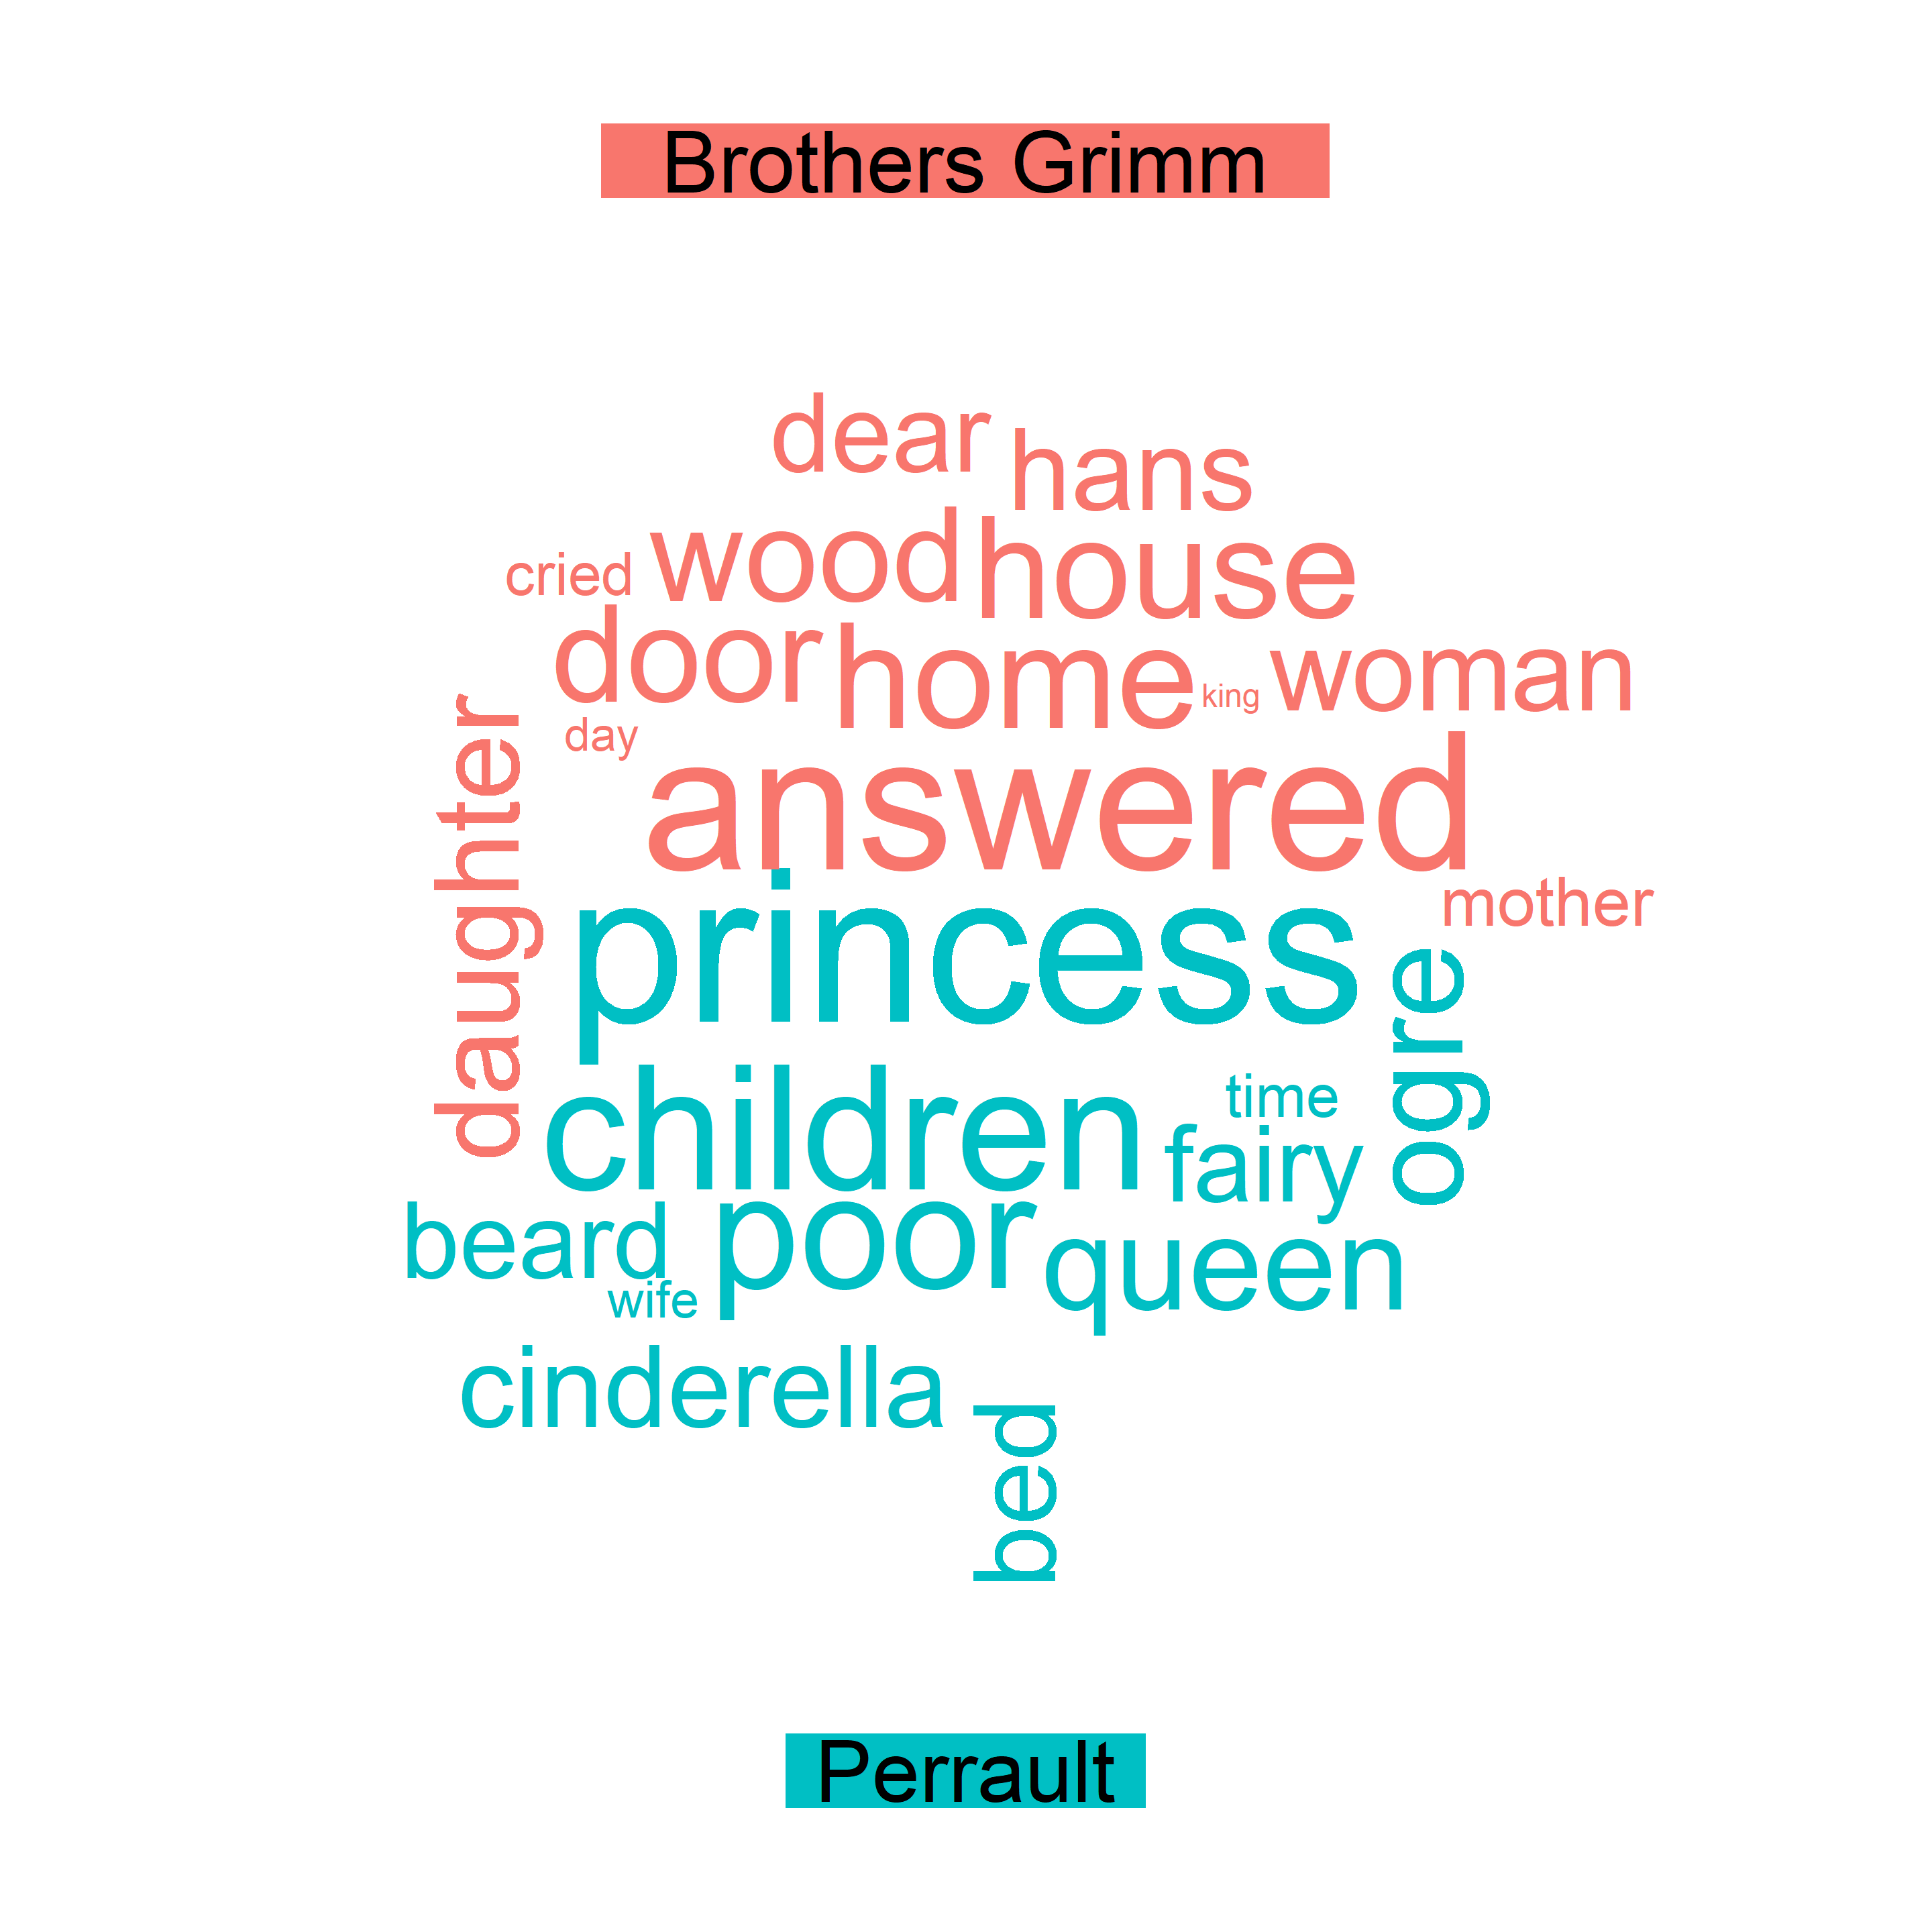 Brothers Grimm
dear
hans
cried
wood
house
door
home
king
woman
day
daughter
answered
mother
princess
ogre
children
time
fairy
beard
poor
queen
wife
cinderella
bed
Perrault